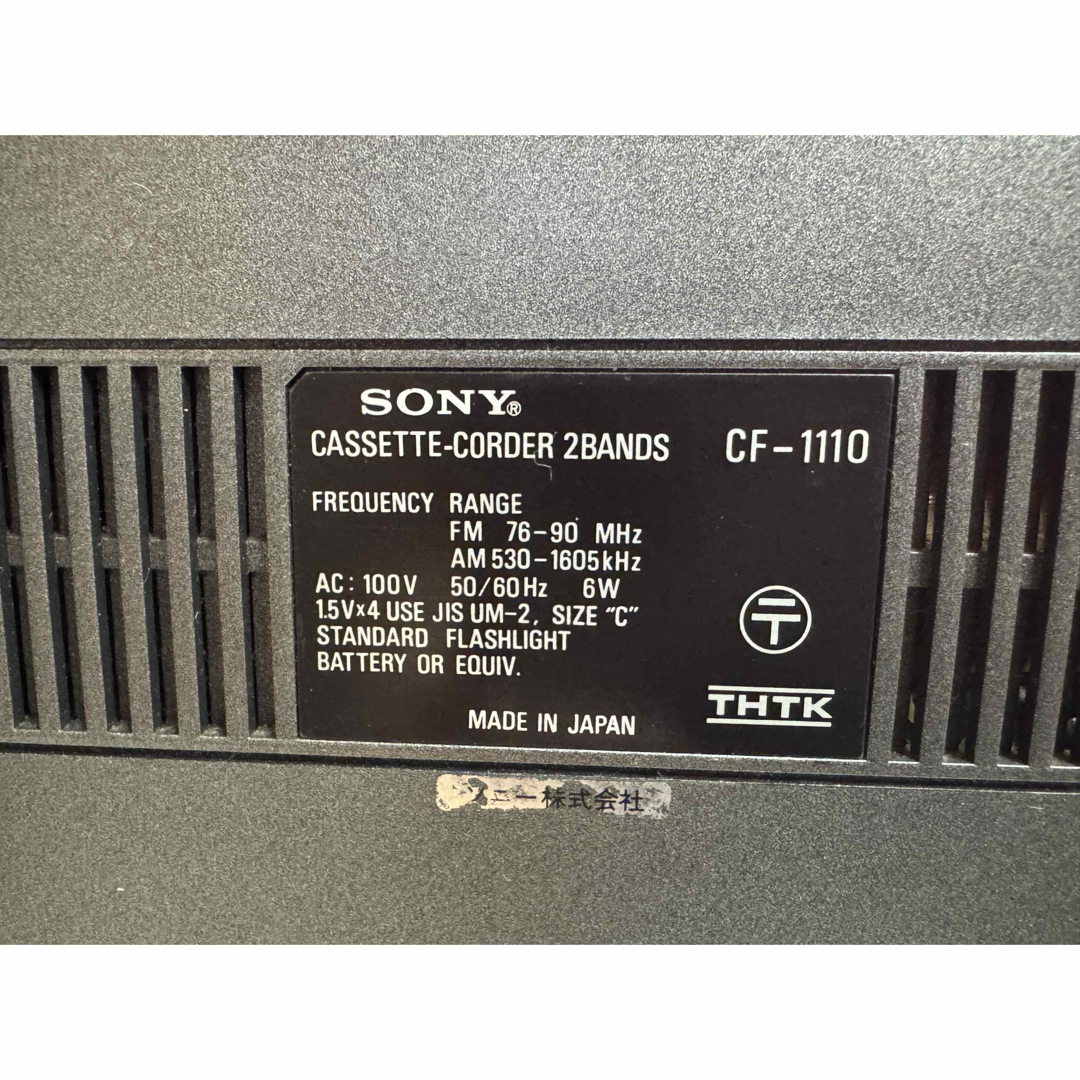 SONY®
CASSETTE-CORDER 2BANDS CF-1110
FREQUENCY RANGE
FM 76-90 MHz
AM 530-1605kHz
AC: 100V 50/60Hz 6W
1.5V×4 USE JIS UM-2, SIZE "C"
STANDARD FLASHLIGHT
BATTERY OR EQUIV.
〒
THTK
MADE IN JAPAN
ソニー株式会社